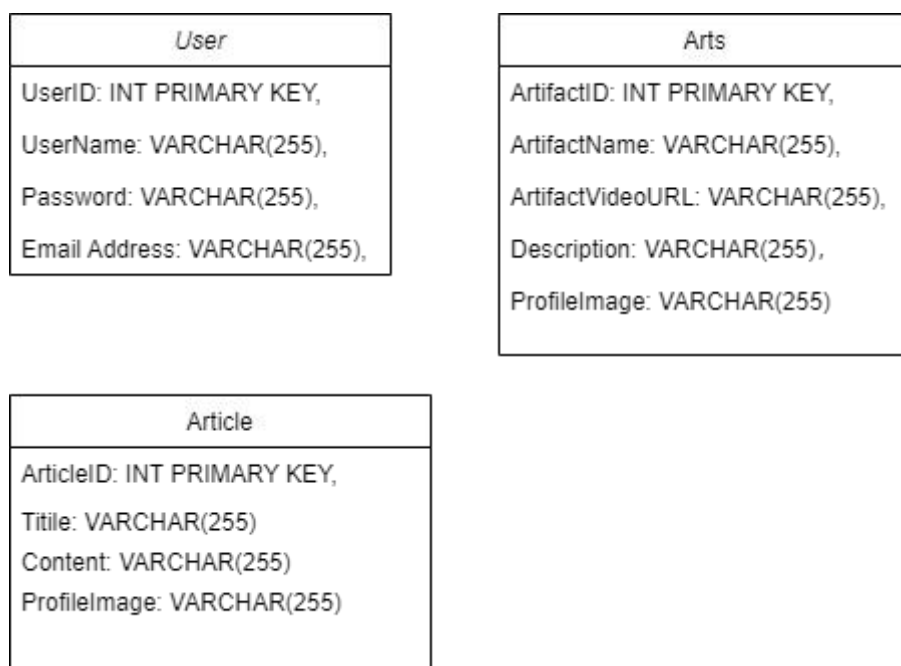 User
UserID: INT PRIMARY KEY,
UserName: VARCHAR(255),
Password: VARCHAR(255),
Email Address: VARCHAR(255),
Arts
ArtifactID: INT PRIMARY KEY,
ArtifactName: VARCHAR(255),
ArtifactVideoURL: VARCHAR(255),
Description: VARCHAR(255),
ProfileImage: VARCHAR(255)
Article
ArticleID: INT PRIMARY KEY,
Titile: VARCHAR(255)
Content: VARCHAR(255)
ProfileImage: VARCHAR(255)